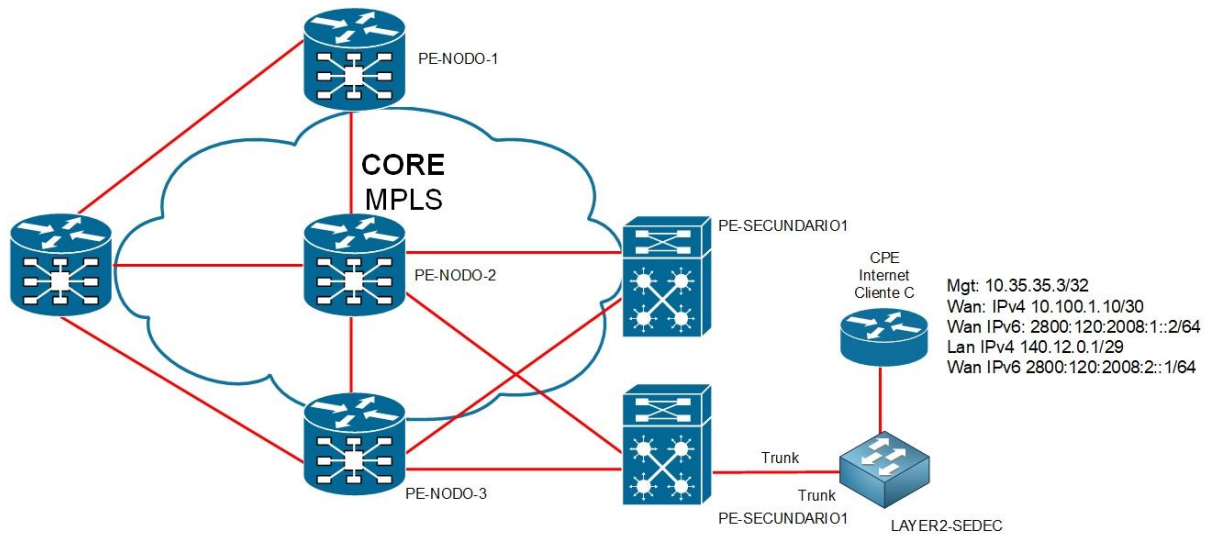 PE-NODO-1
CORE
MPLS
PE-SECUNDARIO1
PE-NODO-2
CPE
Internet
Cliente C
Mgt: 10.35.35.3/32
Wan: IPv4 10.100.1.10/30
Wan IPv6: 2800:120:2008:1::2/64
Lan IPv4 140.12.0.1/29
Wan IPv6 2800:120:2008:2::1/64
Trunk
Trunk
PE-NODO-3
PE-SECUNDARIO1
LAYER2-SEDEC